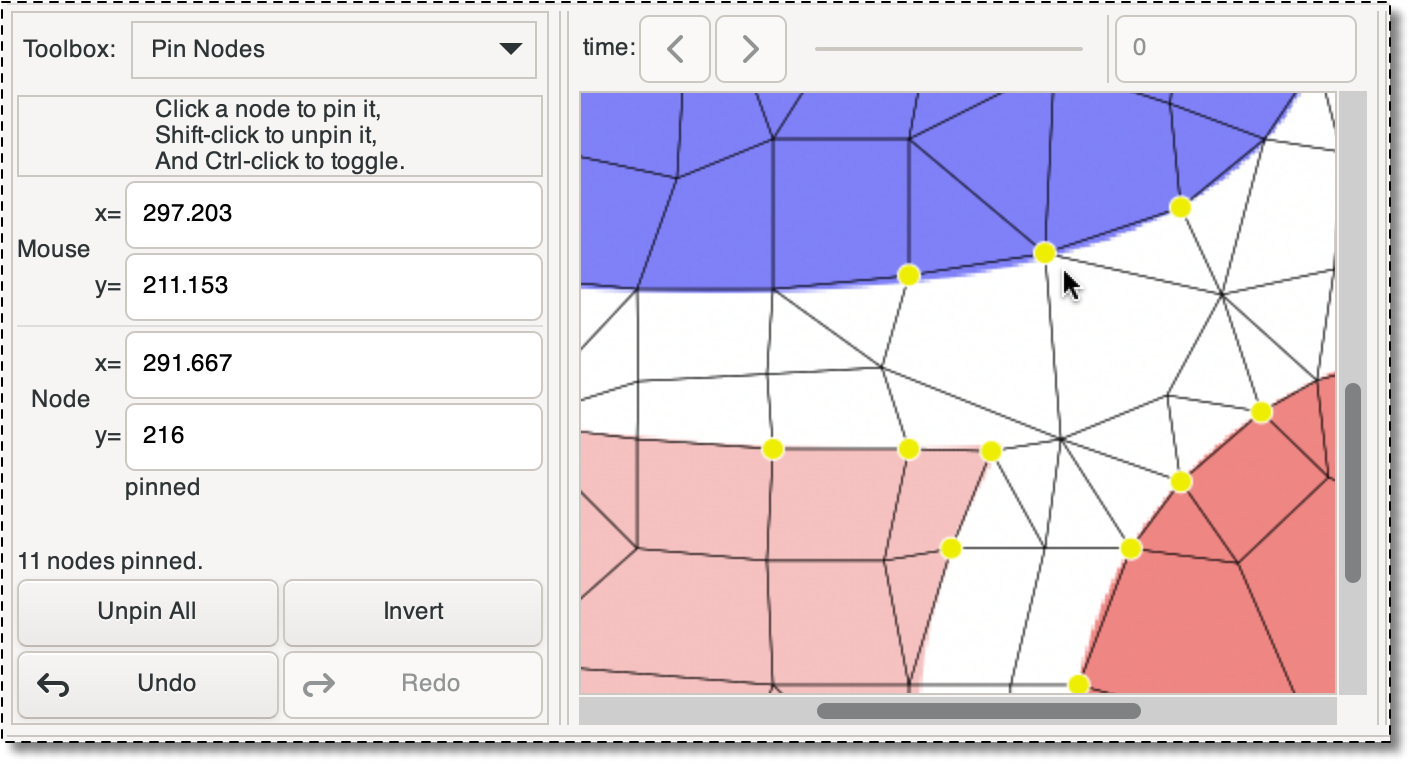 Toolbox: Pin Nodes
Click a node to pin it,
Shift-click to unpin it,
And Ctrl-click to toggle.
Mouse
x= 297.203
y= 211.153
Node
x= 291.667
y= 216
pinned
11 nodes pinned.
Unpin All Invert
Undo Redo
time: 0